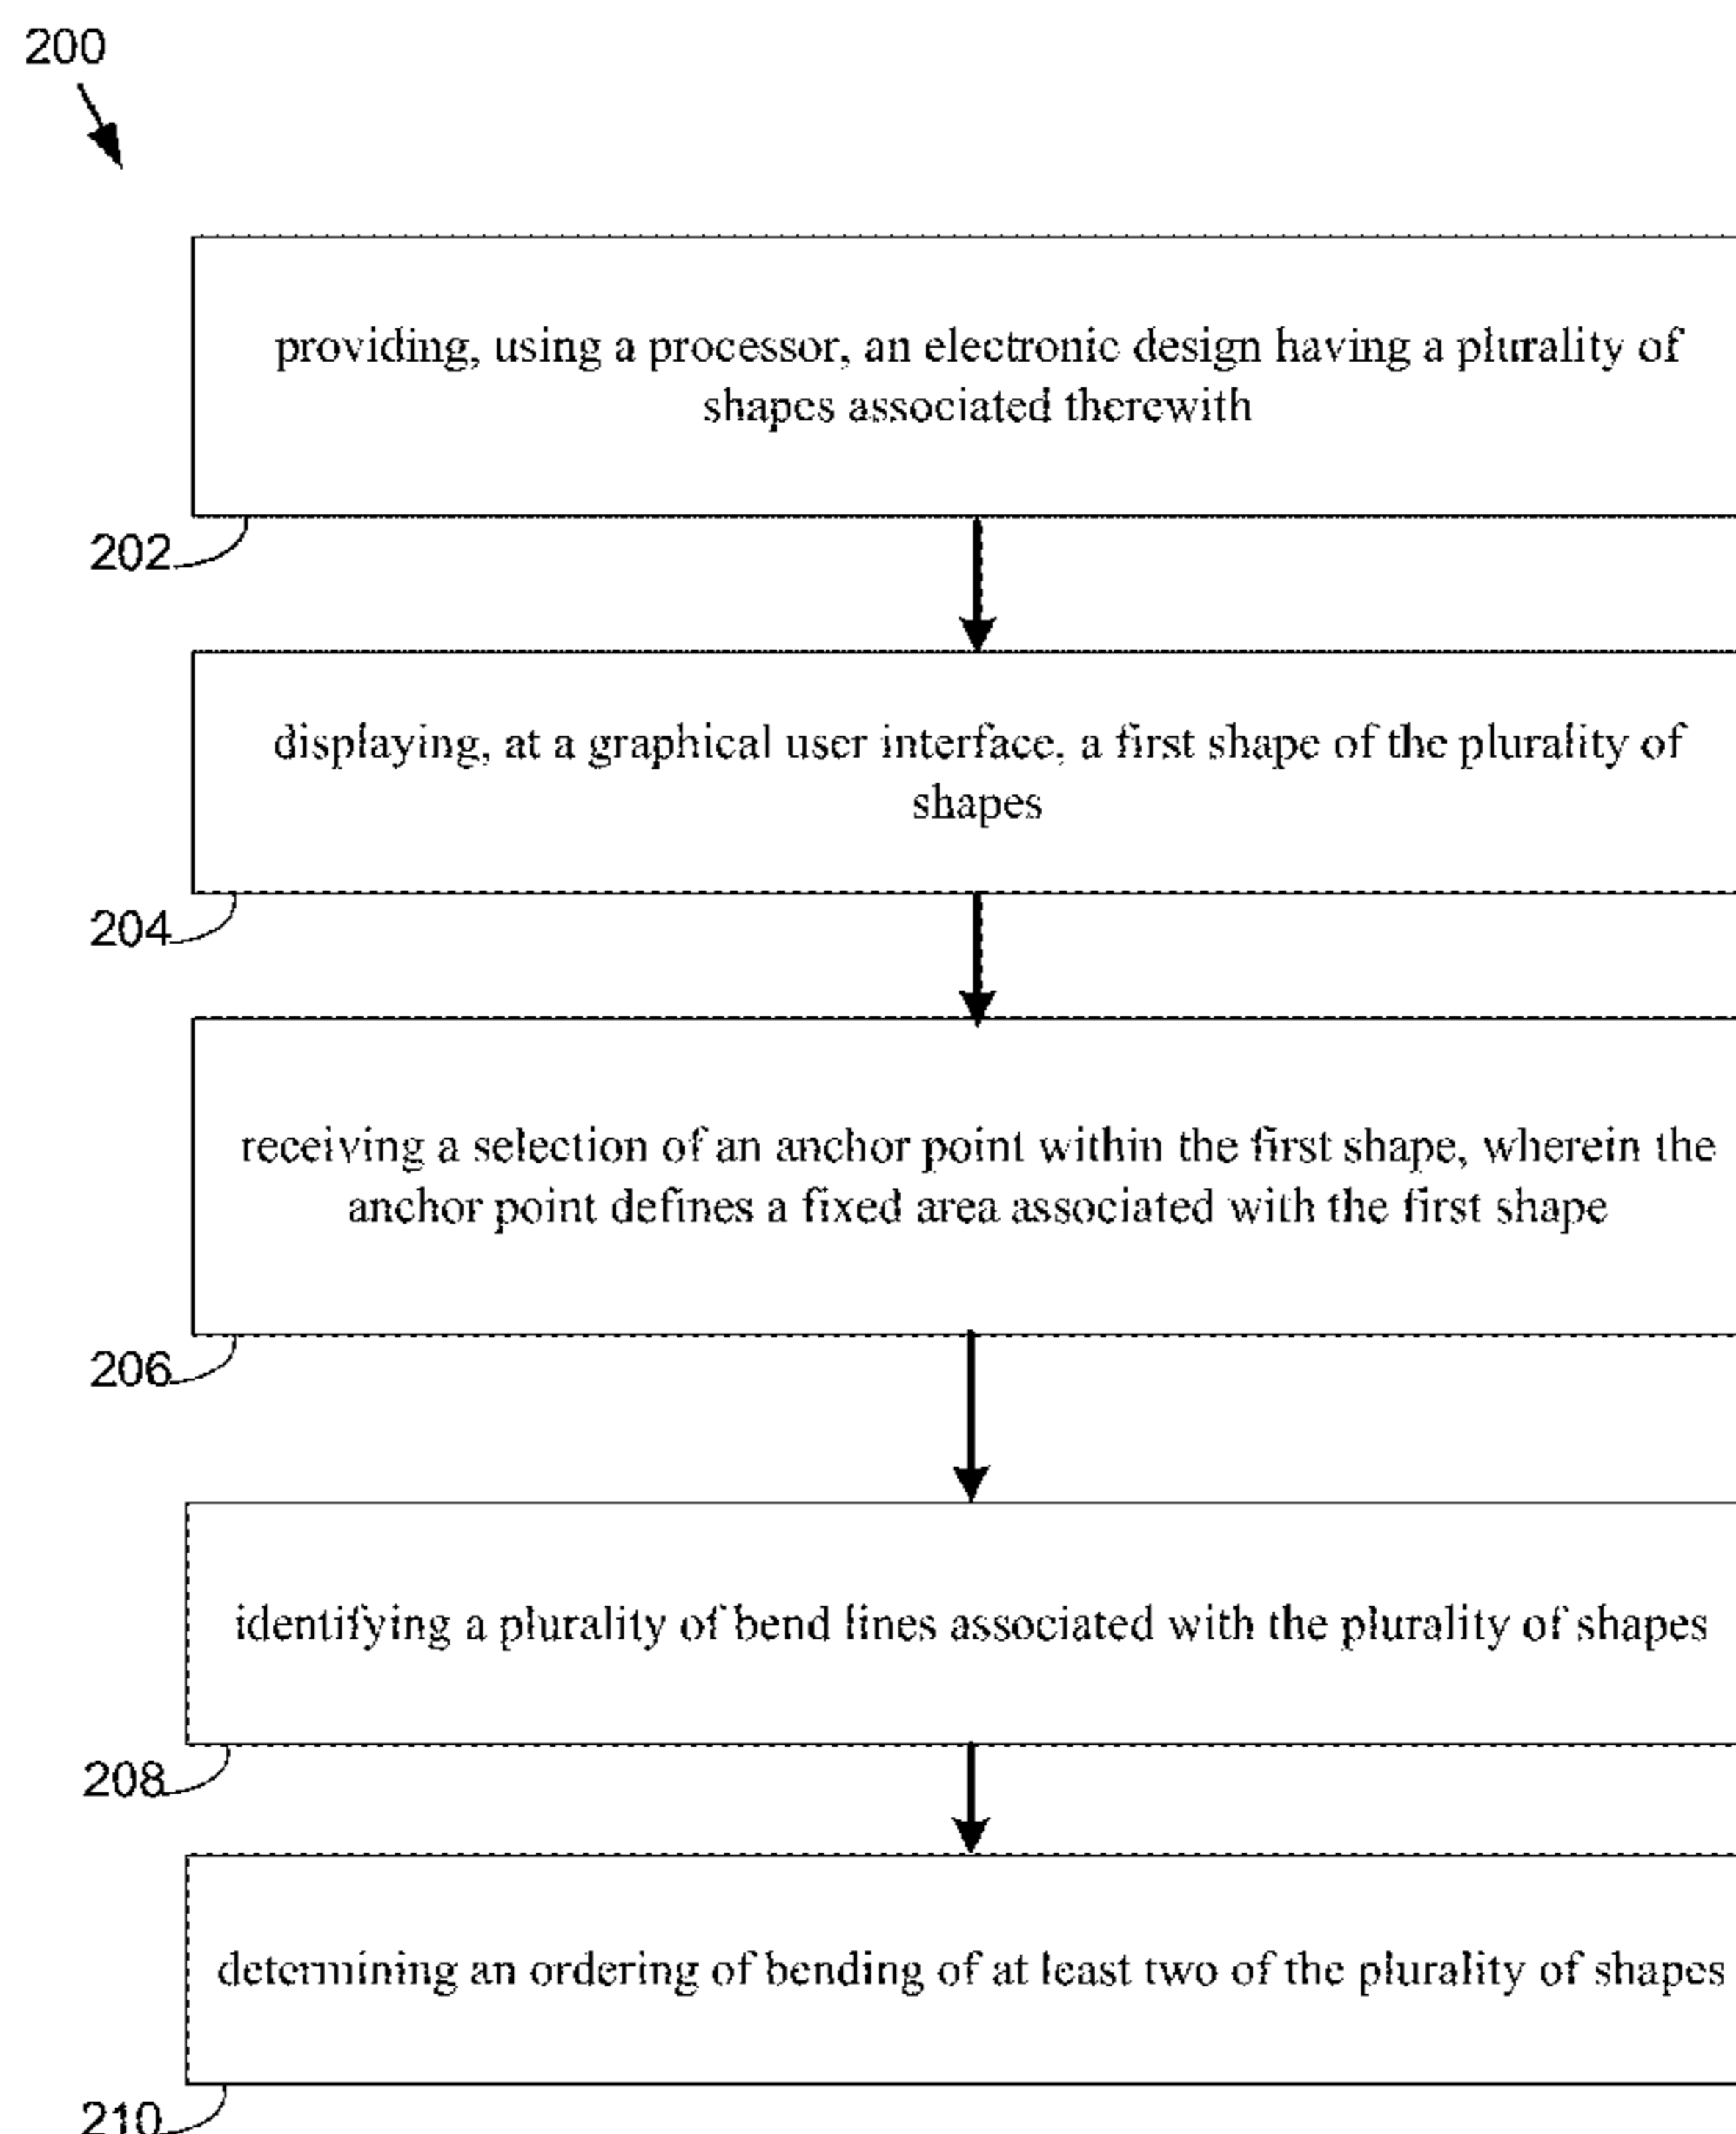 200
providing, using a processor, an electronic design having a plurality of
shapes associated therewith
202
displaying, at a graphical user interface, a first shape of the plurality of
shapes
204
receiving a selection of an anchor point within the first shape, wherein the
anchor point defines a fixed area associated with the first shape
206
identifying a plurality of bend lines associated with the plurality of shapes
208
determining an ordering of bending of at least two of the plurality of shapes
210